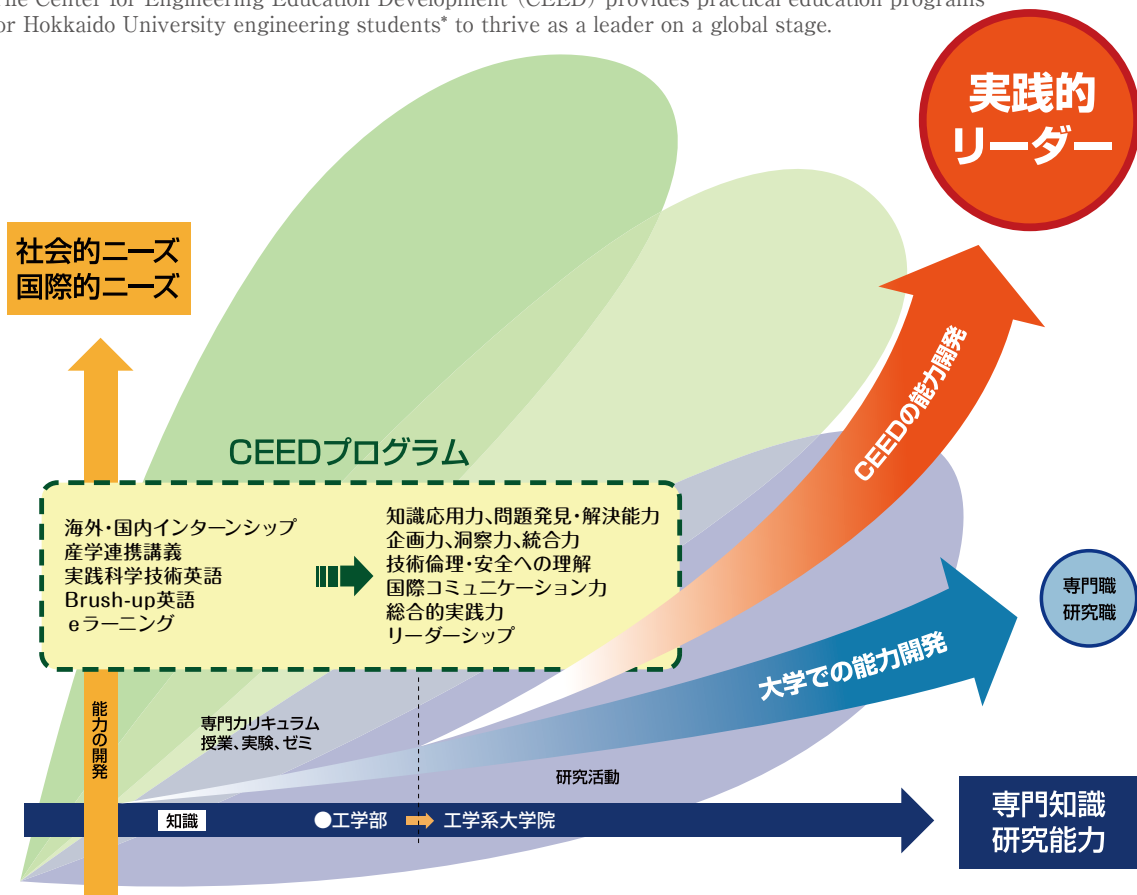 The Center for Engineering Education Development (CEED) provides practical education programs
for Hokkaido University engineering students* to thrive as a leader on a global stage.
実践的
リーダー
社会的ニーズ
国際的ニーズ
CEEDの能力開発
CEEDプログラム
海外・国内インターンシップ
産学連携講義
実践科学技術英語
Brush-up英語
eラーニング
知識応用力、問題発見・解決能力
企画力、洞察力、統合力
技術倫理・安全への理解
国際コミュニケーション力
総合的実践力
リーダーシップ
専門職
研究職
大学での能力開発
能力の開発
専門カリキュラム
授業、実験、ゼミ
研究活動
知識
●工学部
工学系大学院
専門知識
研究能力